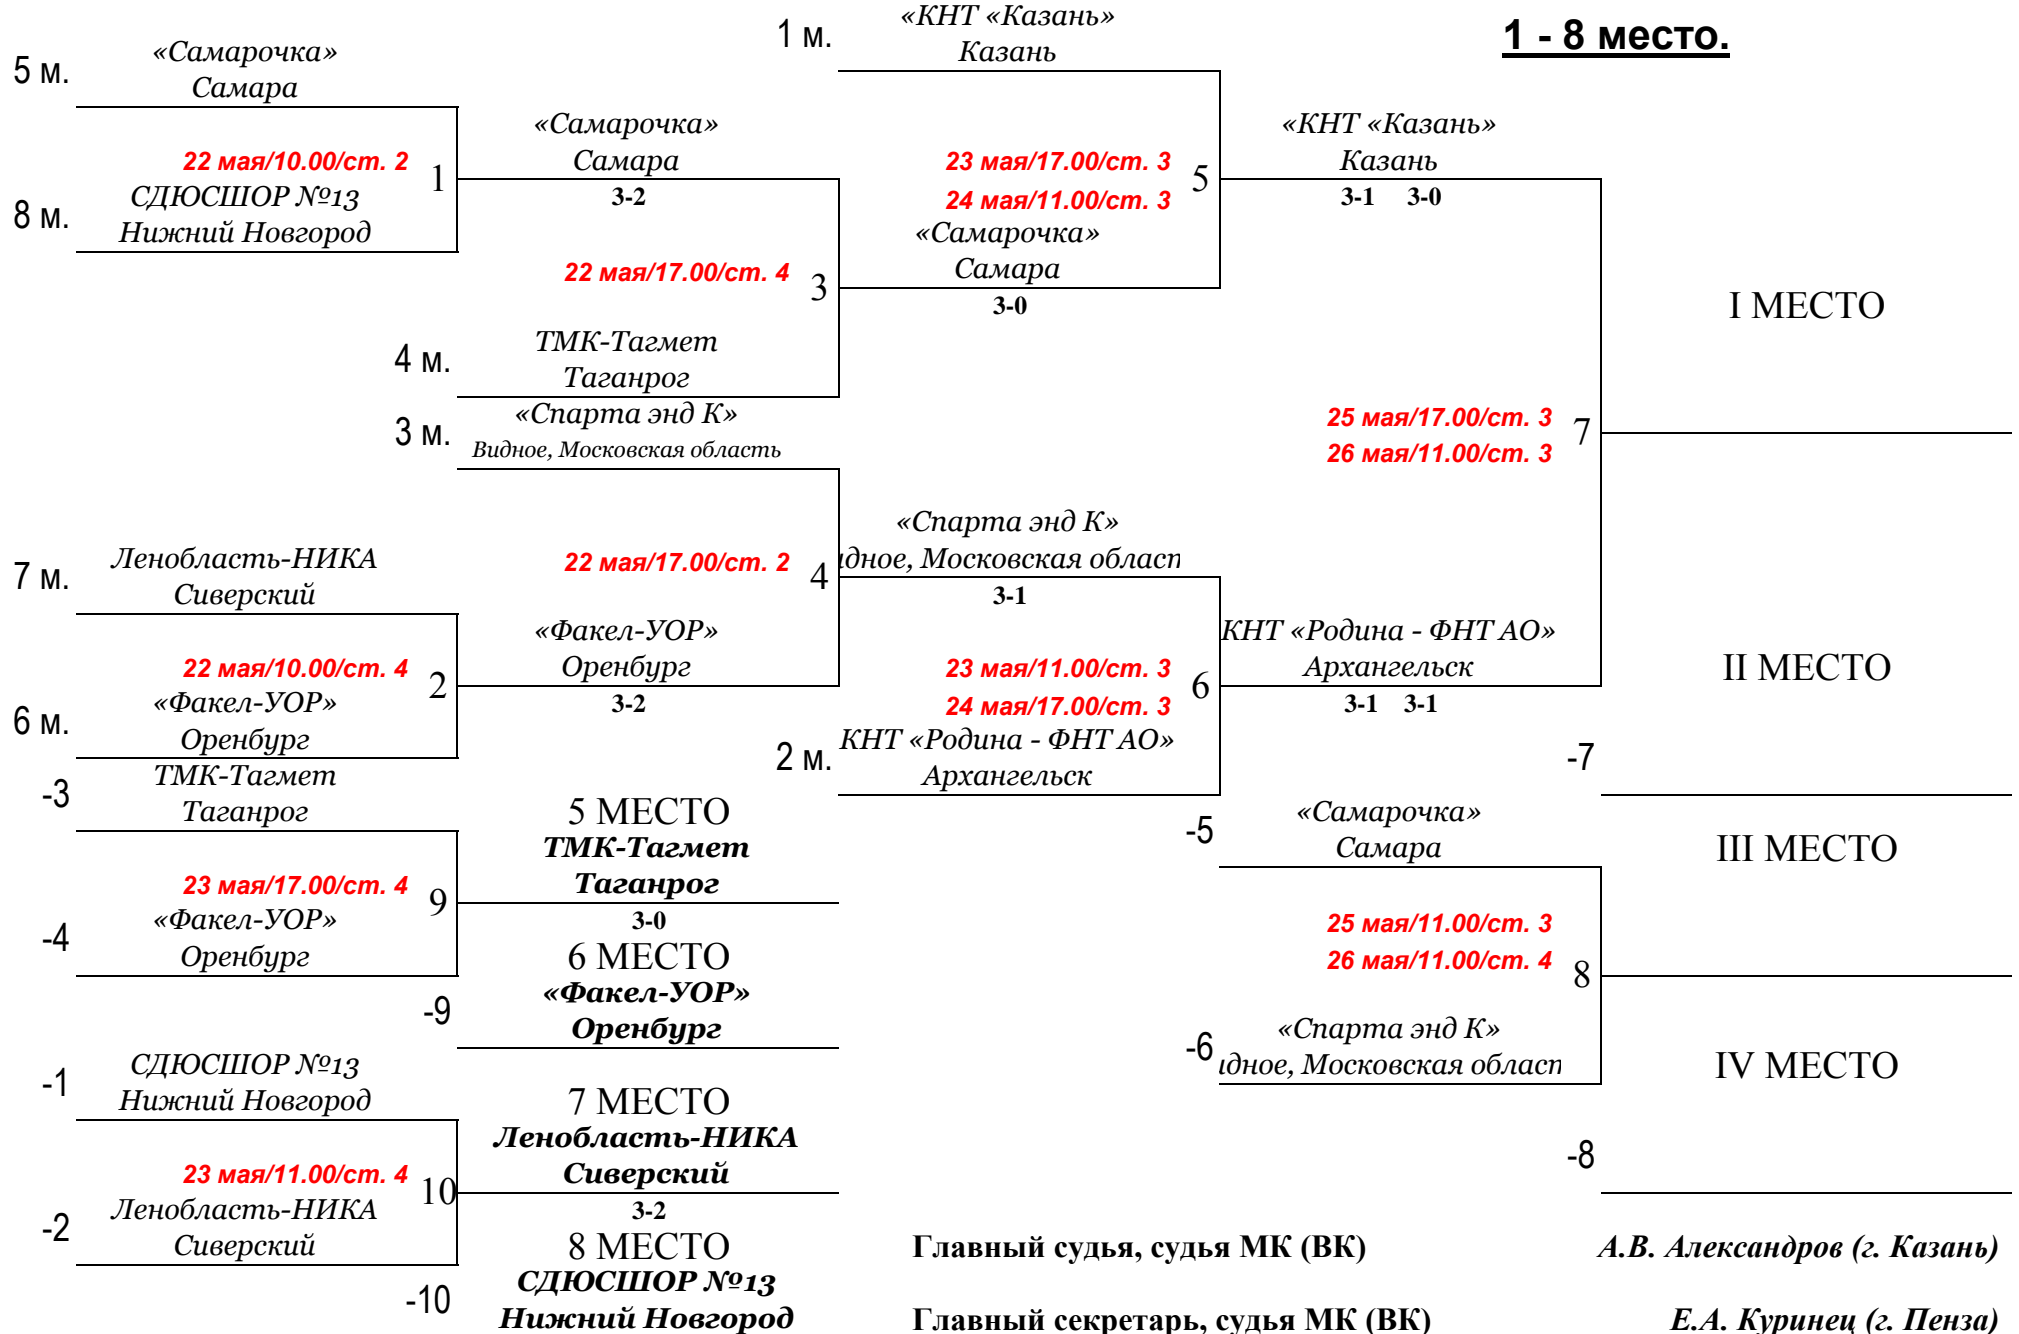 «КНТ «Казань»
1 м.
Казань
1 - 8 место.
«Самарочка»
5 м.
Самара
«Самарочка»
«КНТ «Казань»
22 мая/10.00/ст. 2
1
Самара
23 мая/17.00/ст. 3
5
Казань
СДЮСШОР №13
3-2
24 мая/11.00/ст. 3
3-1 3-0
8 м.
Нижний Новгород
«Самарочка»
22 мая/17.00/ст. 4
3
Самара
3-0
I МЕСТО
ТМК-Тагмет
4 м.
Таганрог
«Спарта энд К»
3 м.
Видное, Московская область
25 мая/17.00/ст. 3
7
26 мая/11.00/ст. 3
«Спарта энд К»
Ленобласть-НИКА
7 м.
22 мая/17.00/ст. 2
4
идное, Московская област
Сиверский
3-1
«Факел-УОР»
КНТ «Родина - ФНТ АО»
22 мая/10.00/ст. 4
2
Оренбург
23 мая/11.00/ст. 3
6
Архангельск
II МЕСТО
«Факел-УОР»
3-2
24 мая/17.00/ст. 3
3-1 3-1
6 м.
Оренбург
КНТ «Родина - ФНТ АО»
2 м.
Архангельск
-7
-3
ТМК-Тагмет
Таганрог
5 МЕСТО
«Самарочка»
-5
ТМК-Тагмет
Самара
III МЕСТО
23 мая/17.00/ст. 4
9
Таганрог
«Факел-УОР»
3-0
25 мая/11.00/ст. 3
-4
Оренбург
6 МЕСТО
26 мая/11.00/ст. 4
8
«Факел-УОР»
-9
Оренбург
«Спарта энд К»
-6
идное, Московская област
IV МЕСТО
СДЮСШОР №13
-1
Нижний Новгород
7 МЕСТО
Ленобласть-НИКА
-8
23 мая/11.00/ст. 4
10
Сиверский
Ленобласть-НИКА
3-2
-2
Сиверский
8 МЕСТО
Главный судья, судья МК (ВК)
А.В. Александров (г. Казань)
СДЮСШОР №13
-10
Нижний Новгород
Главный секретарь, судья МК (ВК)
Е.А. Куринец (г. Пенза)